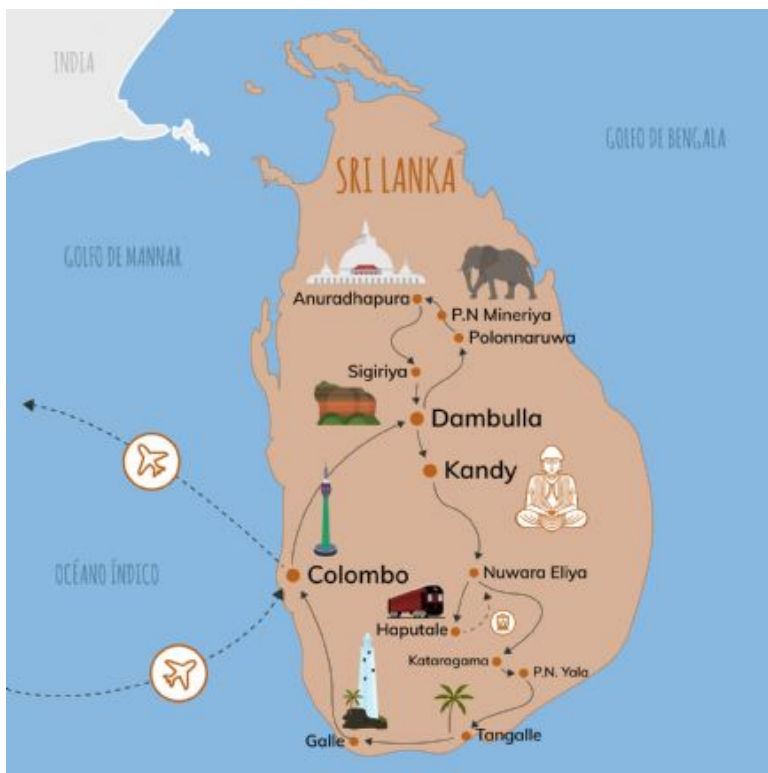 INDIA
GOLFO DE BENGALA
SRI LANKA
GOLFO DE MANNAR
Anuradhapura
P.N Mineriya
Polonnaruwa
Sigiriya
Dambulla
Kandy
OCÉANO ÍNDICO
Colombo
Nuwara Eliya
Haputale
Kataragama
P.N. Yala
Galle
Tangalle